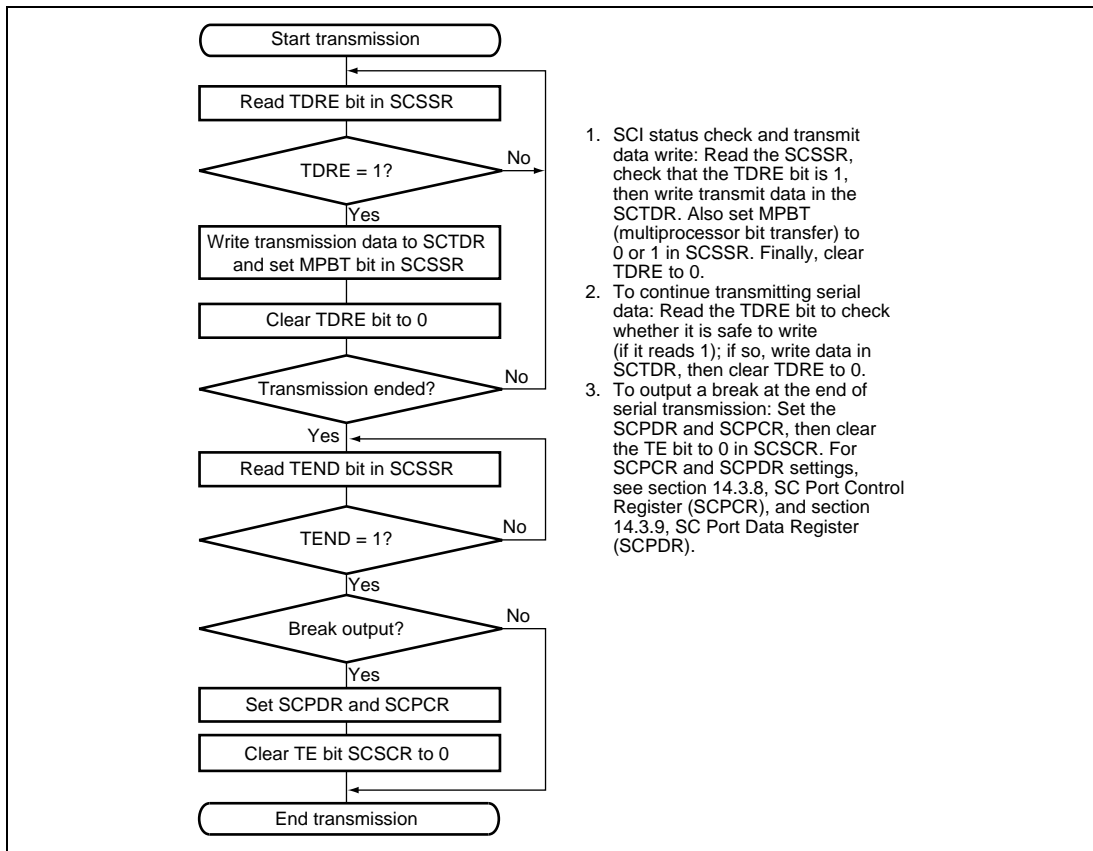 Start transmission
Read TDRE bit in SCSSR
TDRE = 1?
No
Yes
Write transmission data to SCTDR
and set MPBT bit in SCSSR
Clear TDRE bit to 0
Transmission ended?
No
Yes
Read TEND bit in SCSSR
TEND = 1?
No
Yes
Break output?
No
Yes
Set SCPDR and SCPCR
Clear TE bit SCSCR to 0
End transmission
1. SCI status check and transmit
data write: Read the SCSSR,
check that the TDRE bit is 1,
then write transmit data in the
SCTDR. Also set MPBT
(multiprocessor bit transfer) to
0 or 1 in SCSSR. Finally, clear
TDRE to 0.
2. To continue transmitting serial
data: Read the TDRE bit to check
whether it is safe to write
(if it reads 1); if so, write data in
SCTDR, then clear TDRE to 0.
3. To output a break at the end of
serial transmission: Set the
SCPDR and SCPCR, then clear
the TE bit to 0 in SCSCR. For
SCPCR and SCPDR settings,
see section 14.3.8, SC Port Control
Register (SCPCR), and section
14.3.9, SC Port Data Register
(SCPDR).